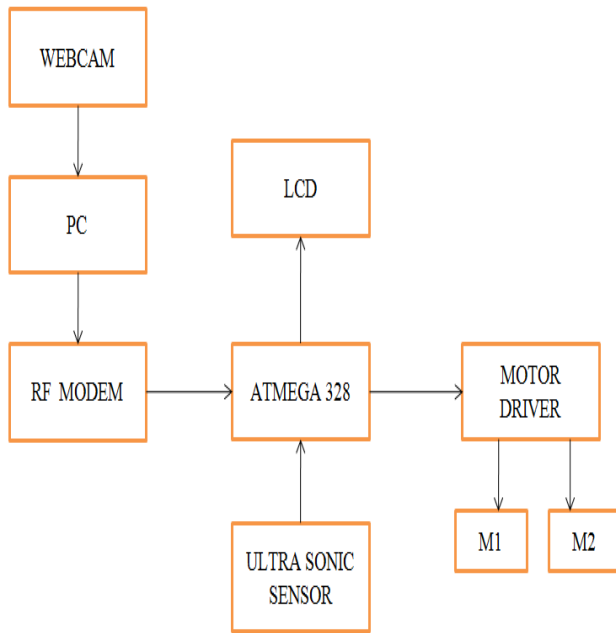 WEBCAM
LCD
PC
RF MODEM
ATMEGA 328
MOTOR
DRIVER
M1
M2
ULTRA SONIC
SENSOR